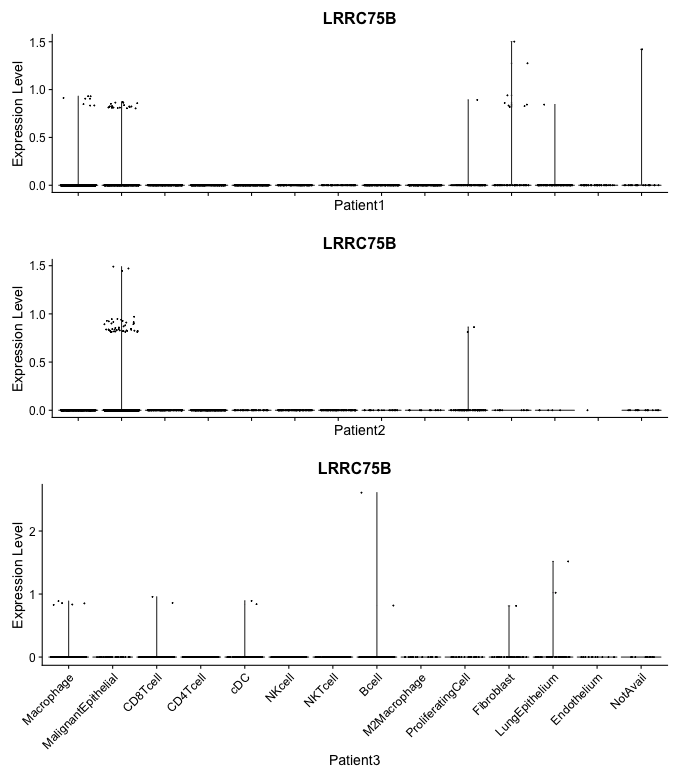 LRRC75B
Expression Level
1.5
1.0
0.5
0.0
Patient1
LRRC75B
Expression Level
1.5
1.0
0.5
0.0
Patient2
LRRC75B
Expression Level
2
1
0
Macrophage
MalignantEpithelial
CD8Tcell
CD4Tcell
cDC
NKcell
NKTcell
Bcell
M2Macrophage
ProliferatingCell
Fibroblast
LungEpithelium
Endothelium
NotAvail
Patient3